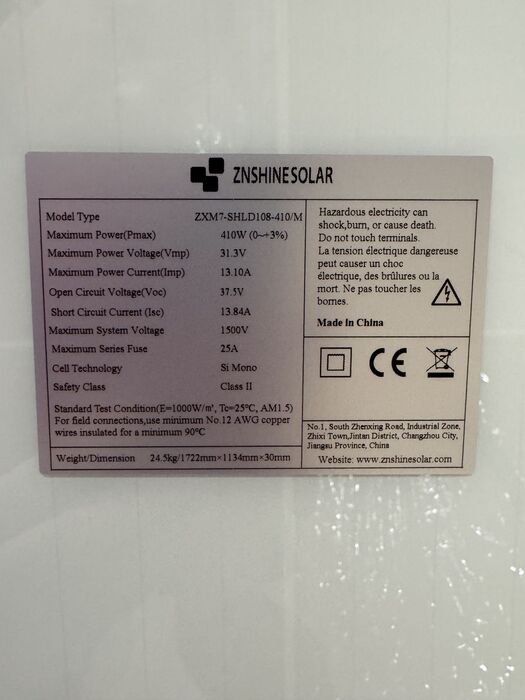 ZNSHINESOLAR
Model Type ZXM7-SHLD108-410/M
Maximum Power(Pmax) 410W (0~+3%)
Maximum Power Voltage(Vmp) 31.3V
Maximum Power Current(Imp) 13.10A
Open Circuit Voltage(Voc) 37.5V
Short Circuit Current (Isc) 13.84A
Maximum System Voltage 1500V
Maximum Series Fuse 25A
Cell Technology Si Mono
Safety Class Class II
Standard Test Condition(E=1000W/m², Tc=25℃, AM1.5)
For field connections,use minimum No.12 AWG copper
wires insulated for a minimum 90℃
Weight/Dimension 24.5kg/1722mm×1134mm×30mm
Hazardous electricity can
shock,burn, or cause death.
Do not touch terminals.
La tension électrique dangereuse
peut causer un choc
électrique, des brûlures ou la
mort. Ne pas toucher les
bornes.
Made in China
CE
No.1, South Zhenxing Road, Industrial Zone,
Zhixi Town,Jintan District, Changzhou City,
Jiangsu Province, China
Website: www.znshinesolar.com